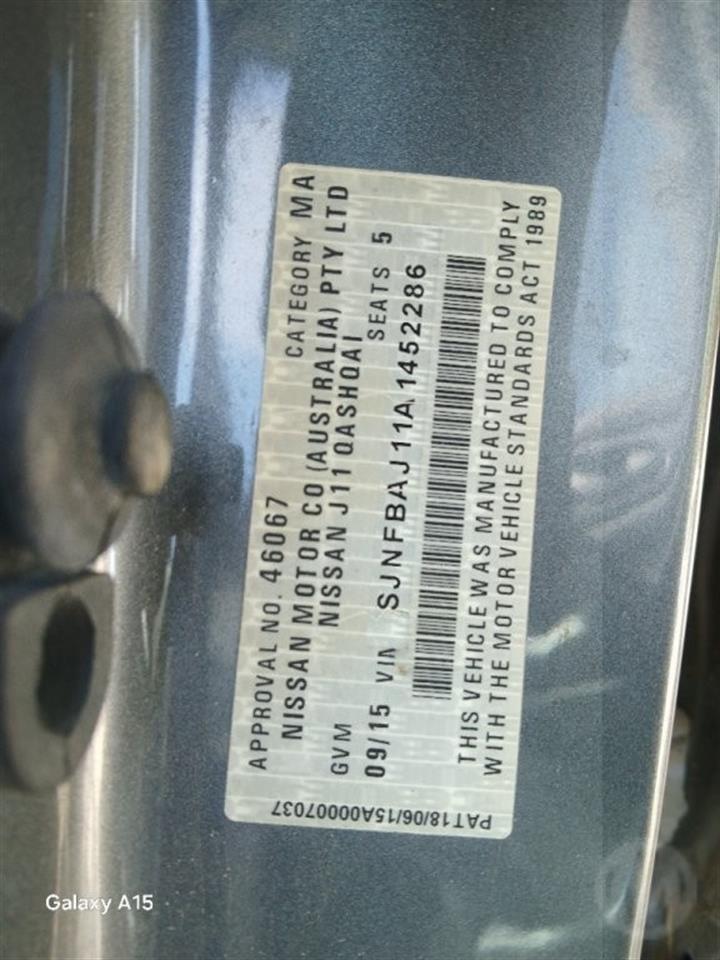 APPROVAL NO. 46067 CATEGORY MA
NISSAN MOTOR CO (AUSTRALIA) PTY LTD
NISSAN J11 QASHQAI
GVM SEATS 5
09/15 VIN SJNFBAJ11A1452286
THIS VEHICLE WAS MANUFACTURED TO COMPLY
WITH THE MOTOR VEHICLE STANDARDS ACT 1989
PAT18/06/15A00007037
Galaxy A15